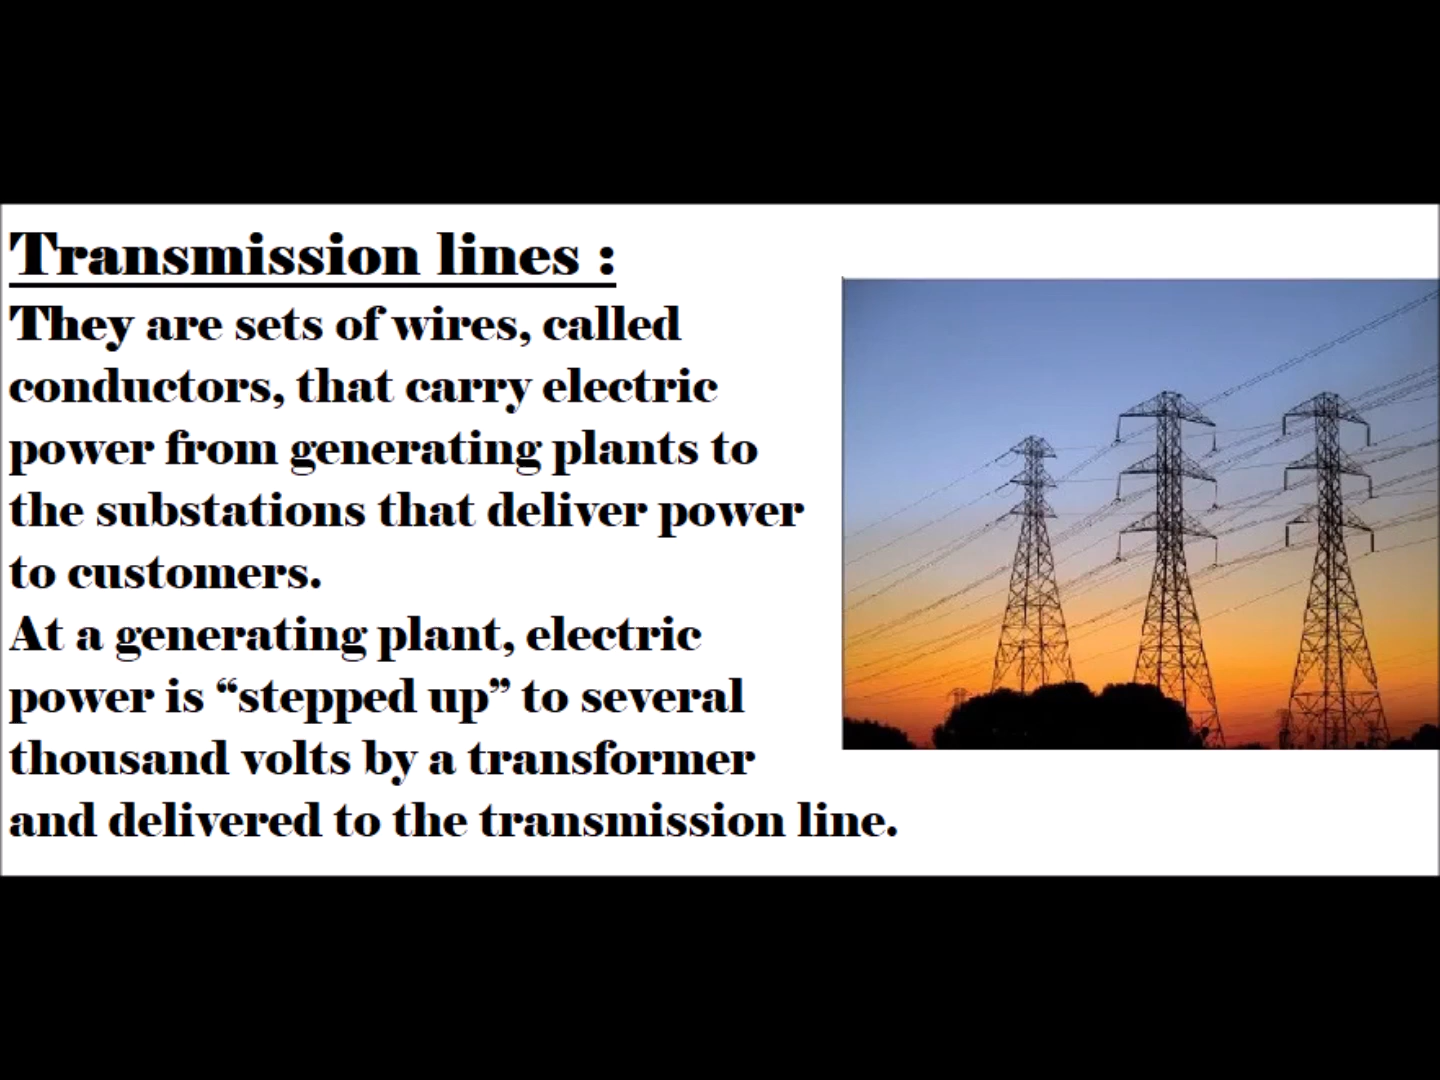 Transmission lines :
They are sets of wires, called
conductors, that carry electric
power from generating plants to
the substations that deliver power
to customers.
At a generating plant, electric
power is “stepped up” to several
thousand volts by a transformer
and delivered to the transmission line.